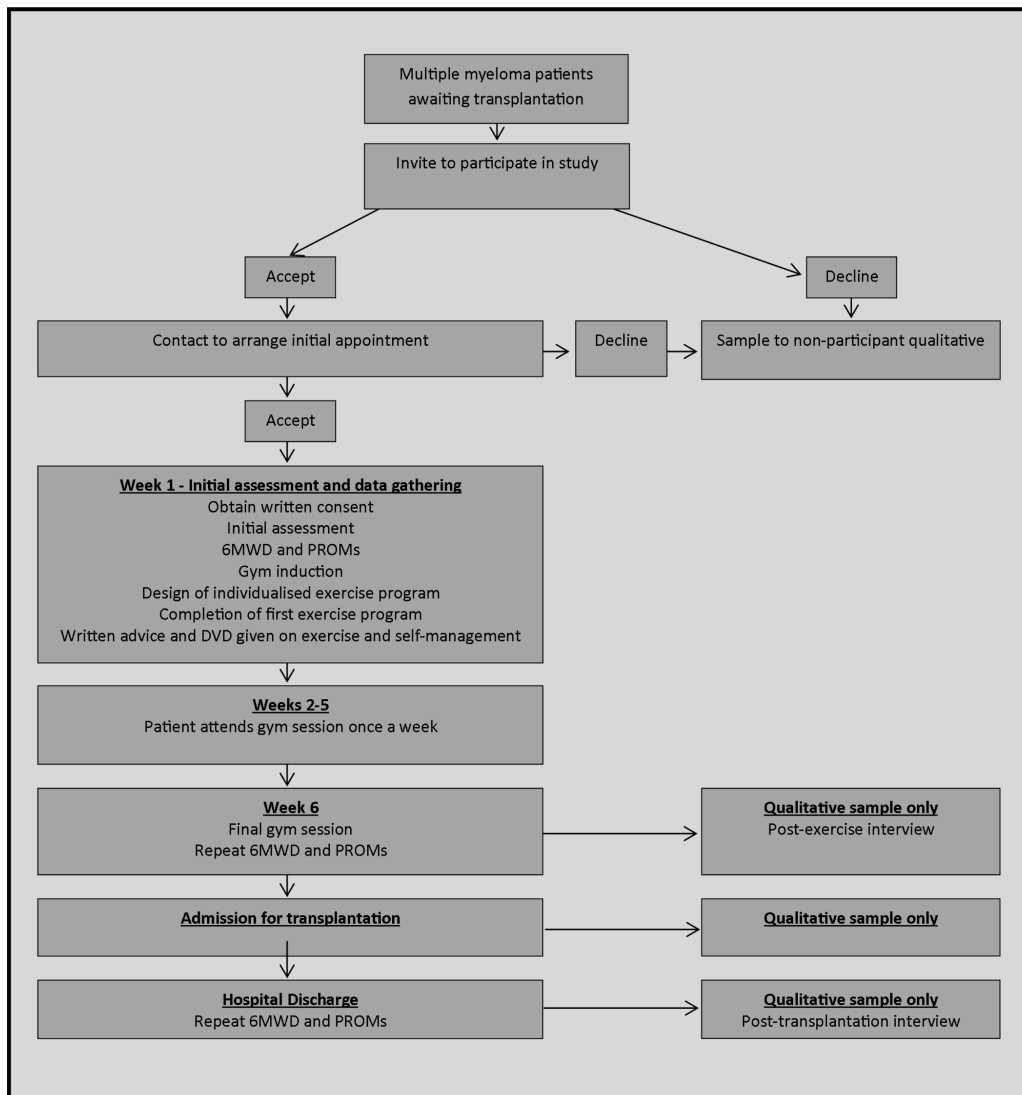 Multiple myeloma patients
awaiting transplantation
Invite to participate in study
Accept
Decline
Contact to arrange initial appointment
Decline
Sample to non-participant qualitative
Accept
Week 1 - Initial assessment and data gathering
Obtain written consent
Initial assessment
6MWD and PROMs
Gym induction
Design of individualised exercise program
Completion of first exercise program
Written advice and DVD given on exercise and self-management
Weeks 2-5
Patient attends gym session once a week
Week 6
Final gym session
Repeat 6MWD and PROMs
Qualitative sample only
Post-exercise interview
Admission for transplantation
Qualitative sample only
Hospital Discharge
Repeat 6MWD and PROMs
Qualitative sample only
Post-transplantation interview